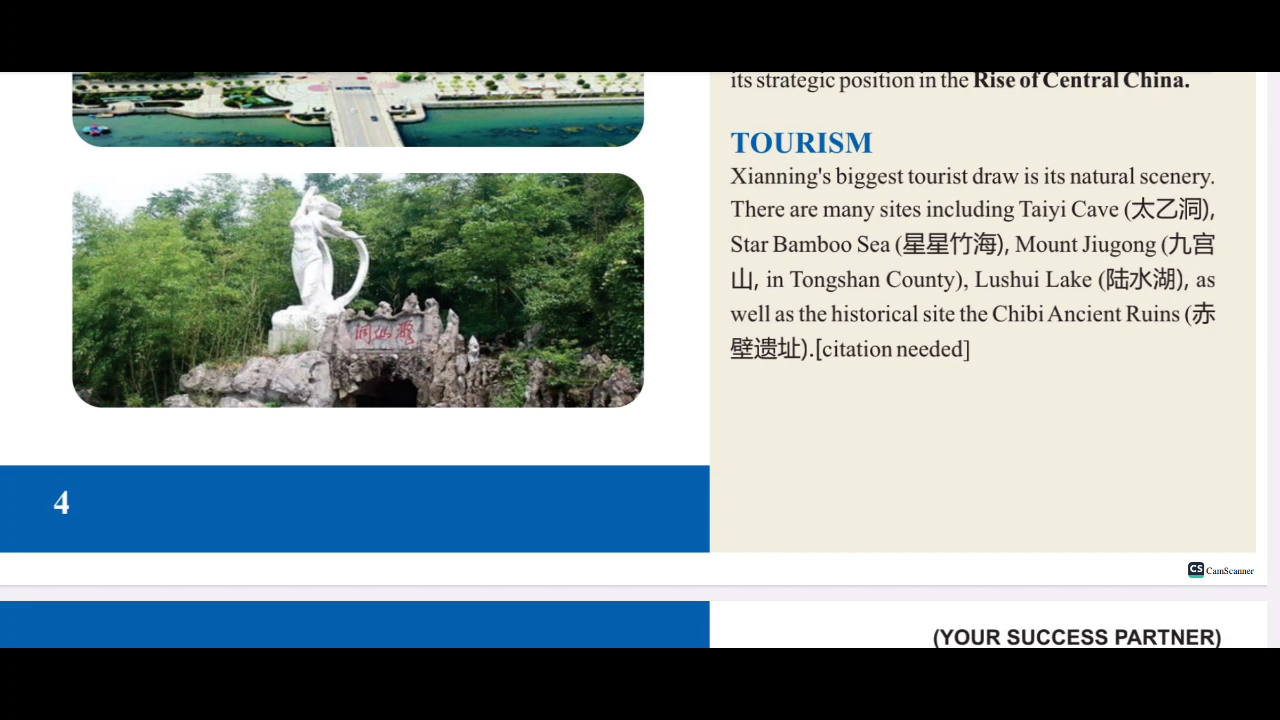 its strategic position in the Rise of Central China.
TOURISM
Xianning's biggest tourist draw is its natural scenery.
There are many sites including Taiyi Cave (太乙洞),
Star Bamboo Sea (星星竹海), Mount Jiugong (九宫
山, in Tongshan County), Lushui Lake (陆水湖), as
well as the historical site the Chibi Ancient Ruins (赤
壁遗址).[citation needed]
4
CS CamScanner
(YOUR SUCCESS PARTNER)